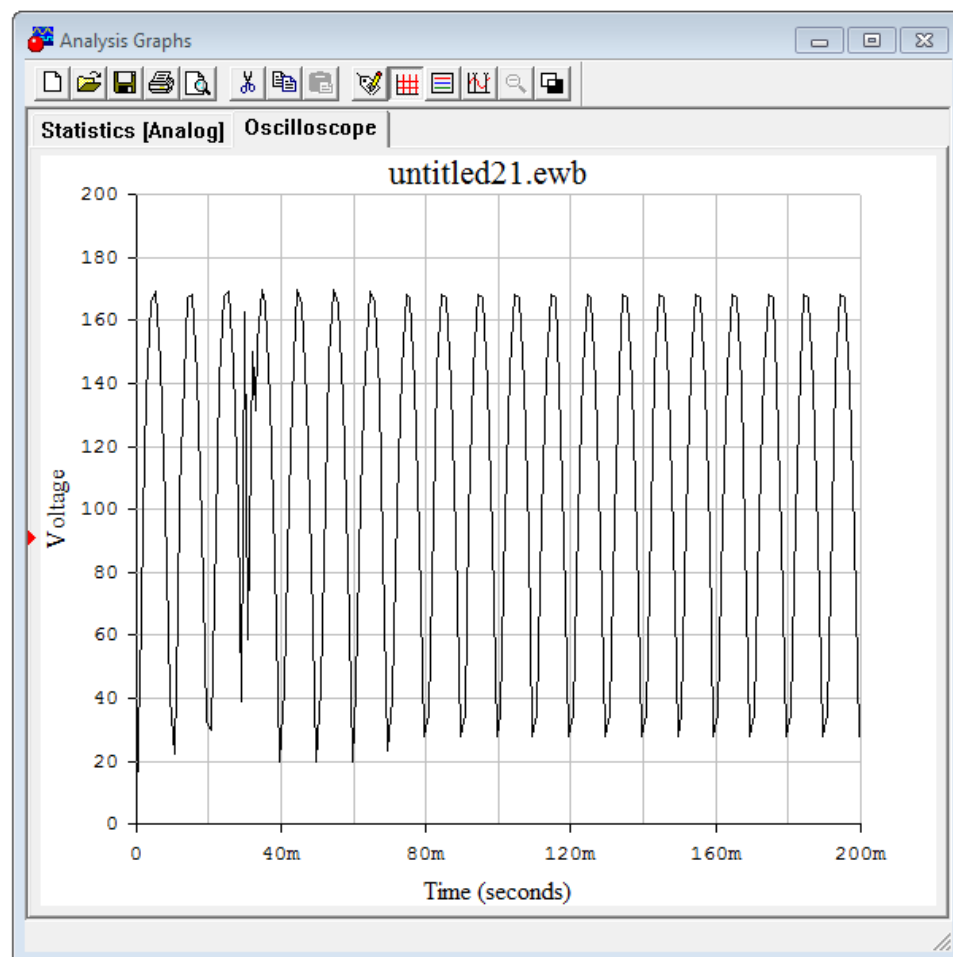 Analysis Graphs
Statistics [Analog] Oscilloscope
untitled21.ewb
200
180
160
140
120
100
80
60
40
20
0
Voltage
0 40m 80m 120m 160m 200m
Time (seconds)